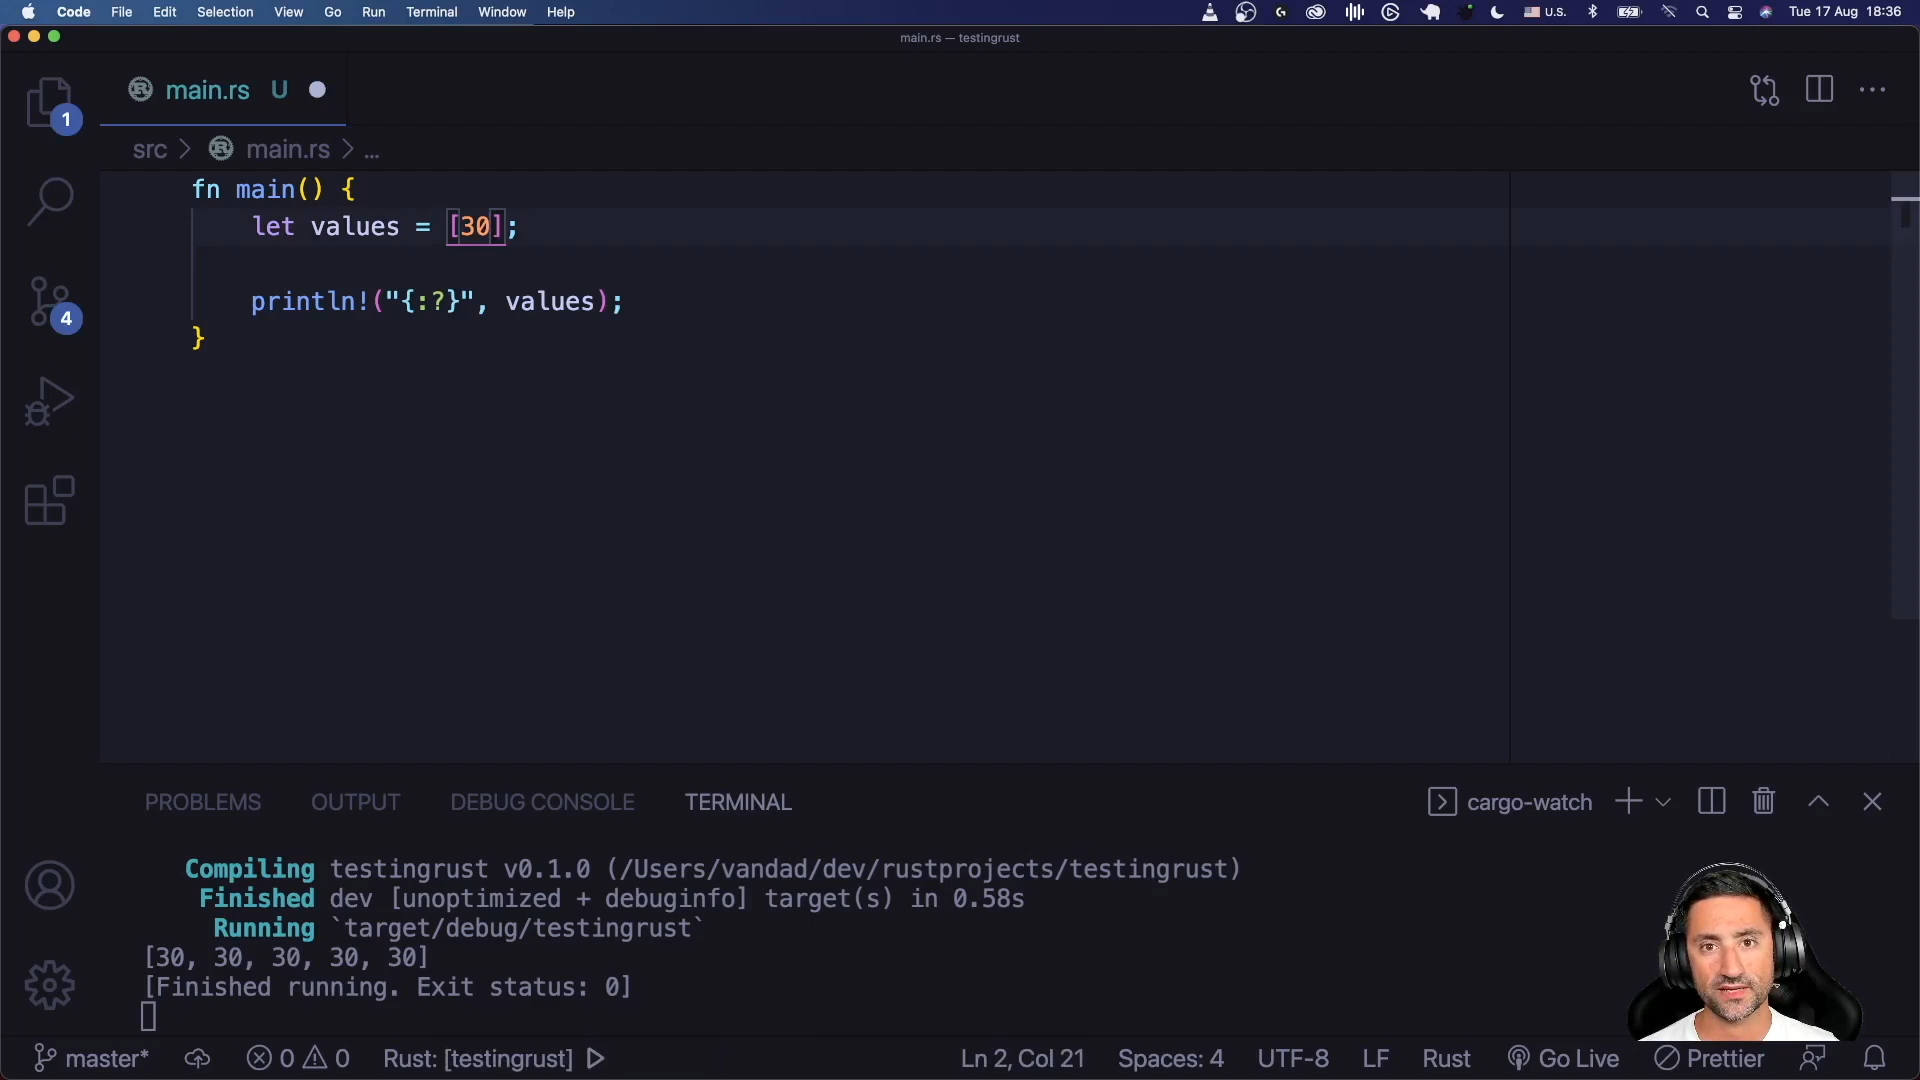 Code File Edit Selection View Go Run Terminal Window Help U.S. Tue 17 Aug 18:36
main.rs — testingrust
main.rs U
1
src > main.rs > ...
fn main() {
let values = [30];
println!("{:?}", values);
}
4
PROBLEMS OUTPUT DEBUG CONSOLE TERMINAL cargo-watch
Compiling testingrust v0.1.0 (/Users/vandad/dev/rustprojects/testingrust)
Finished dev [unoptimized + debuginfo] target(s) in 0.58s
Running `target/debug/testingrust`
[30, 30, 30, 30, 30]
[Finished running. Exit status: 0]
master* 0 0 Rust: [testingrust] Ln 2, Col 21 Spaces: 4 UTF-8 LF Rust Go Live Prettier